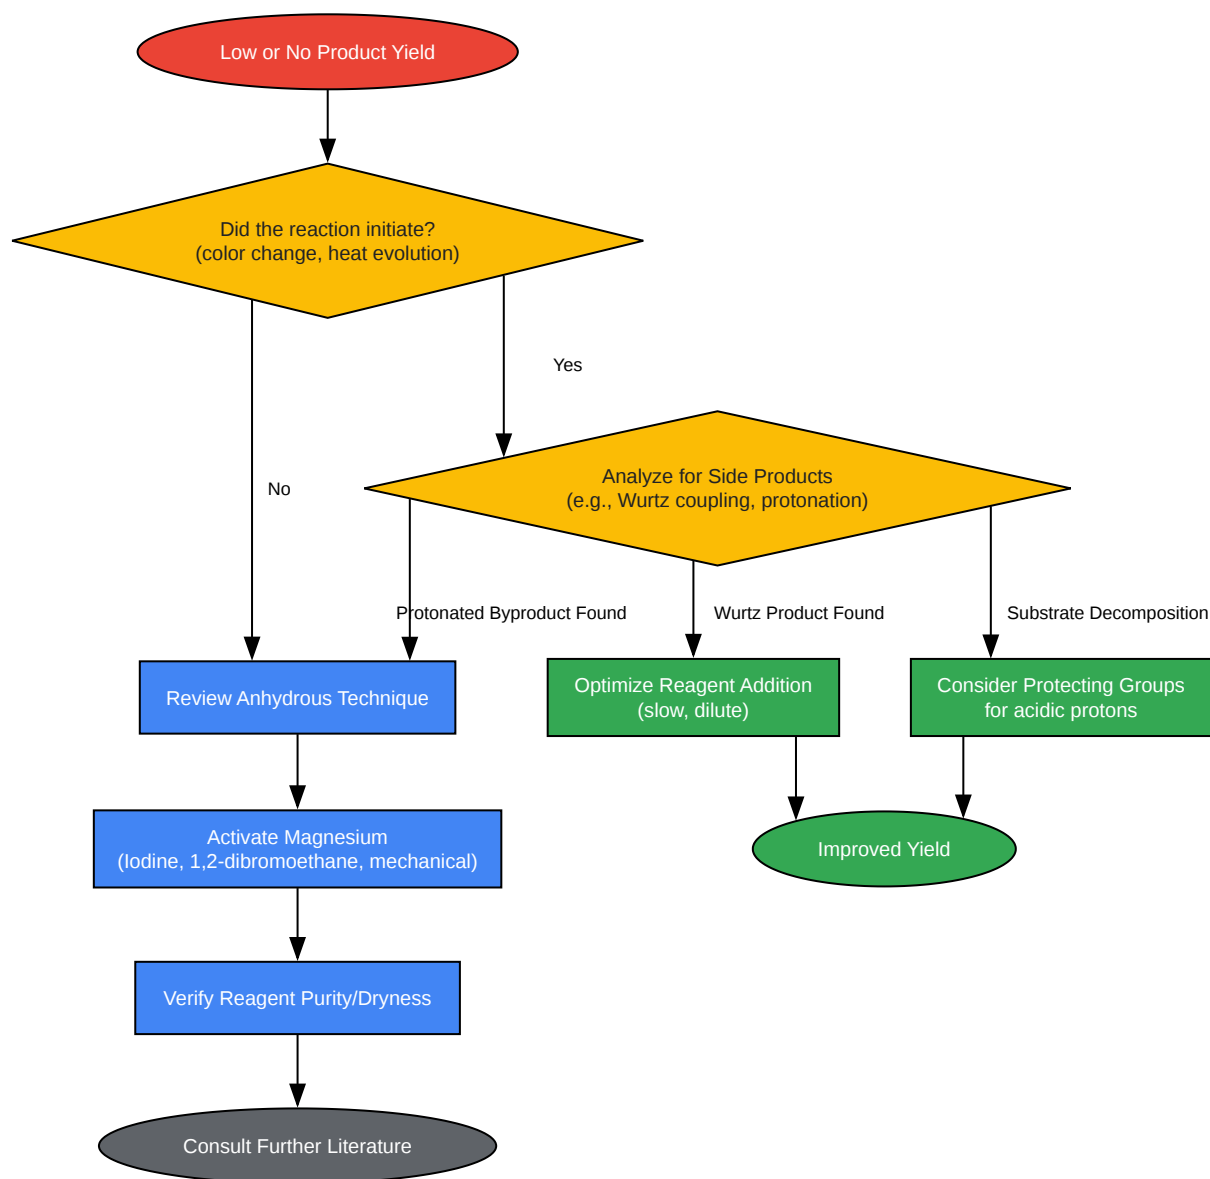 Low or No Product Yield
Did the reaction initiate?
(color change, heat evolution)
Yes
No
Analyze for Side Products
(e.g., Wurtz coupling, protonation)
Protonated Byproduct Found
Wurtz Product Found
Substrate Decomposition
Review Anhydrous Technique
Optimize Reagent Addition
(slow, dilute)
Consider Protecting Groups
for acidic protons
Activate Magnesium
(Iodine, 1,2-dibromoethane, mechanical)
Improved Yield
Verify Reagent Purity/Dryness
Consult Further Literature